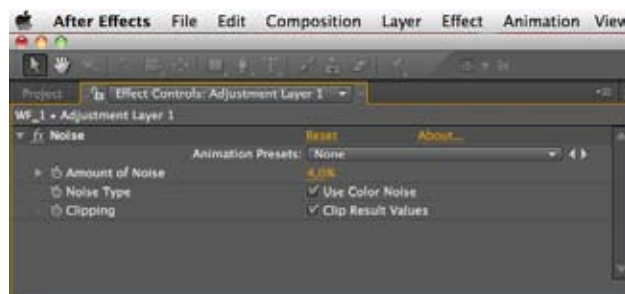 After Effects File Edit Composition Layer Effect Animation View
Project Effect Controls: Adjustment Layer 1
WF_1 • Adjustment Layer 1
fx Noise Reset About...
Animation Presets: None
Amount of Noise 4,0%
Noise Type Use Color Noise
Clipping Clip Result Values